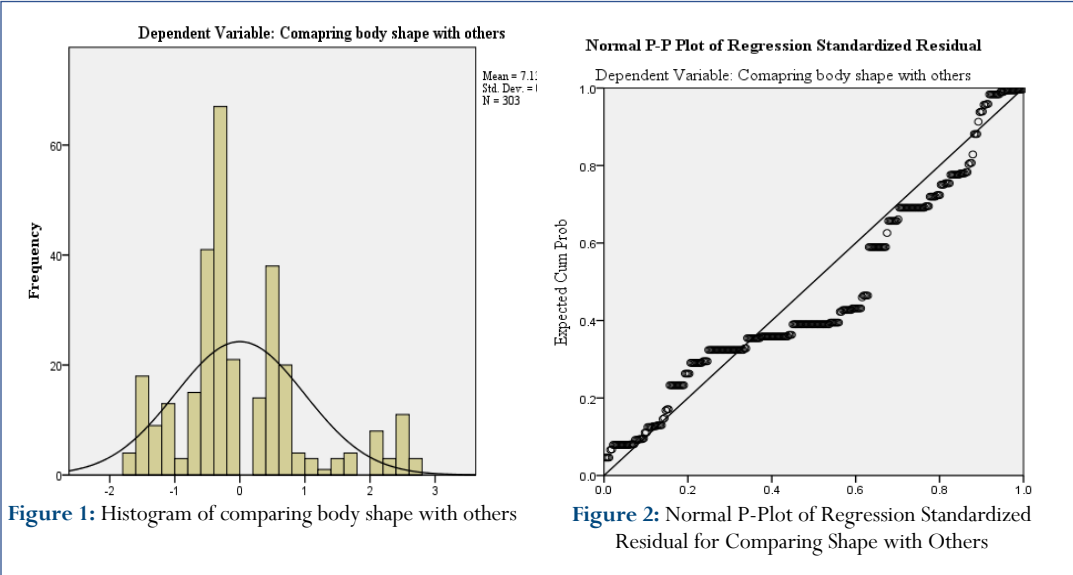 Dependent Variable: Comapring body shape with others
Mean = 7.1
Std. Dev. =
N = 303
Frequency
60
40
20
0
-2
-1
0
1
2
3
Figure 1: Histogram of comparing body shape with others
Normal P-P Plot of Regression Standardized Residual
Dependent Variable: Comapring body shape with others
Expected Cum Prob
1.0
0.8
0.6
0.4
0.2
0.0
0.0
0.2
0.4
0.6
0.8
1.0
Figure 2: Normal P-Plot of Regression Standardized
Residual for Comparing Shape with Others